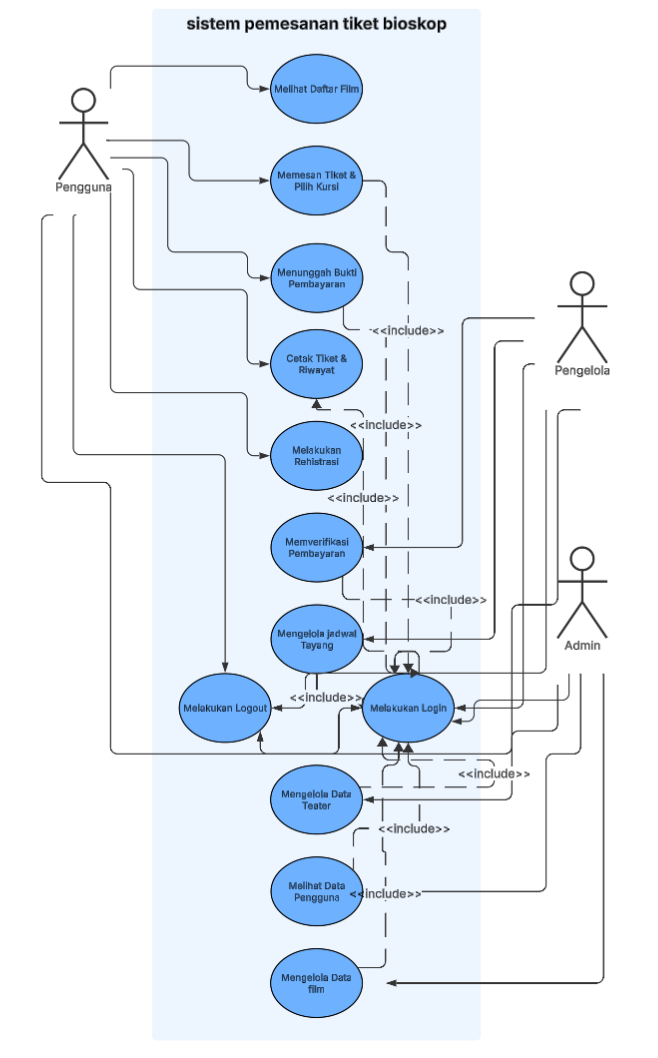 sistem pemesanan tiket bioskop
Melihat Daftar Film
Pengguna
Memesan Tiket &
Pilih Kursi
Menunggah Bukti
Pembayaran
<<include>>
Cetak Tiket &
Riwayat
Pengelola
<<include>>
Melakukan
Rehistrasi
<<include>>
Memverifikasi
Pembayaran
<<include>>
Mengelola jadwal
Tayang
Admin
<<include>>
Melakukan Logout
Melakukan Login
<<include>>
Mengelola Data
Teater
<<include>>
Melihat Data
Pengguna
<<include>>
Mengelola Data
film